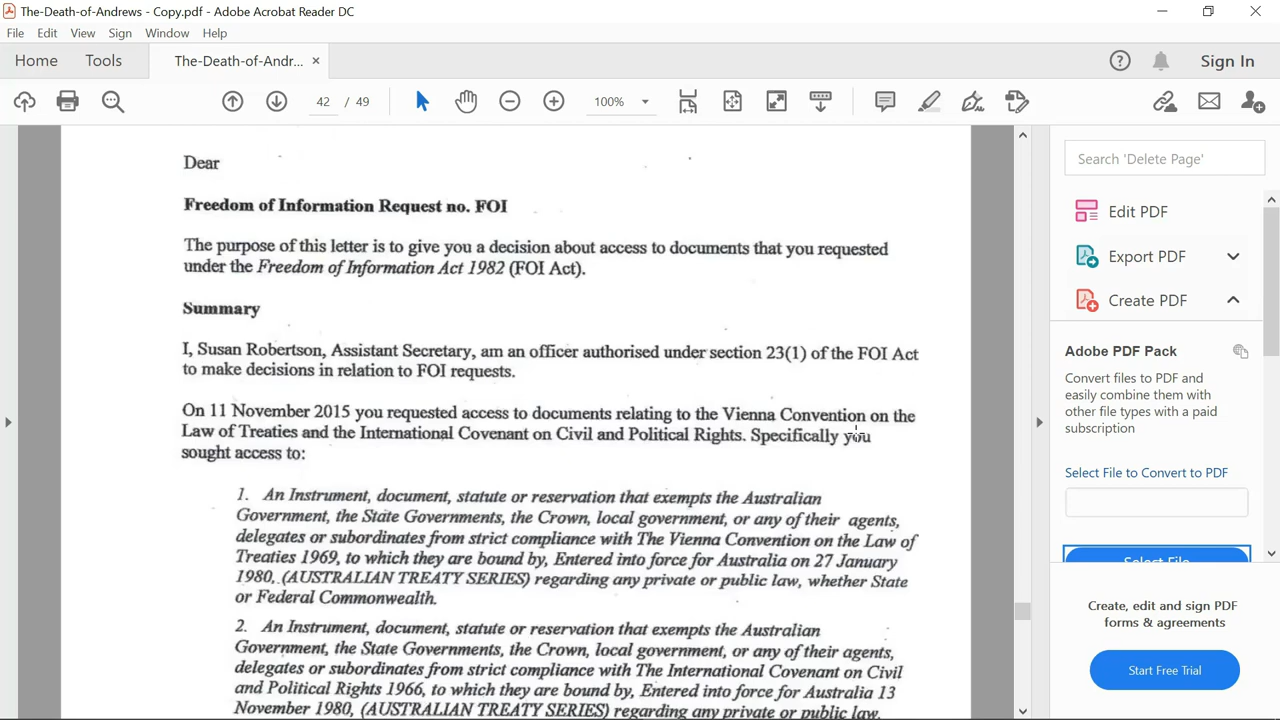 The-Death-of-Andrews - Copy.pdf - Adobe Acrobat Reader DC
File Edit View Sign Window Help
Home Tools The-Death-of-Andr... × Sign In
42 / 49 100%
Dear
Freedom of Information Request no. FOI
The purpose of this letter is to give you a decision about access to documents that you requested
under the Freedom of Information Act 1982 (FOI Act).
Summary
I, Susan Robertson, Assistant Secretary, am an officer authorised under section 23(1) of the FOI Act
to make decisions in relation to FOI requests.
On 11 November 2015 you requested access to documents relating to the Vienna Convention on the
Law of Treaties and the International Covenant on Civil and Political Rights. Specifically you
sought access to:
1. An Instrument, document, statute or reservation that exempts the Australian
Government, the State Governments, the Crown, local government, or any of their agents,
delegates or subordinates from strict compliance with The Vienna Convention on the Law of
Treaties 1969, to which they are bound by, Entered into force for Australia on 27 January
1980, (AUSTRALIAN TREATY SERIES) regarding any private or public law, whether State
or Federal Commonwealth.
2. An Instrument, document, statute or reservation that exempts the Australian
Government, the State Governments, the Crown, local government, or any of their agents,
delegates or subordinates from strict compliance with The International Covenant on Civil
and Political Rights 1966, to which they are bound by, Entered into force for Australia 13
November 1980, (AUSTRALIAN TREATY SERIES) regarding any private or public law,
Search 'Delete Page'
Edit PDF
Export PDF
Create PDF
Adobe PDF Pack
Convert files to PDF and
easily combine them with
other file types with a paid
subscription
Select File to Convert to PDF
Select File
Create, edit and sign PDF
forms & agreements
Start Free Trial